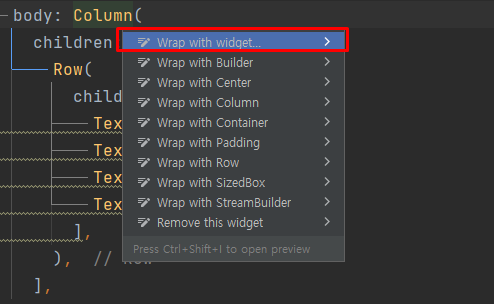 body: Column(
children
Wrap with widget...
Row(
Wrap with Builder
Wrap with Center
chil
Wrap with Column
Tex
Wrap with Container
Tex
Wrap with Padding
Wrap with Row
Tex
Wrap with SizedBox
Tex
Wrap with StreamBuilder
],
Remove this widget
Press Ctrl+Shift+I to open preview
), // Row
],